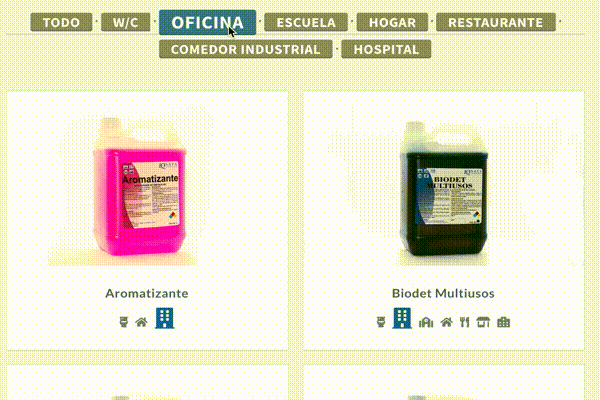 TODO · W/C · OFICINA · ESCUELA · HOGAR · RESTAURANTE ·
COMEDOR INDUSTRIAL · HOSPITAL
Aromatizante
BIODET
MULTIUSOS
Aromatizante
Biodet Multiusos